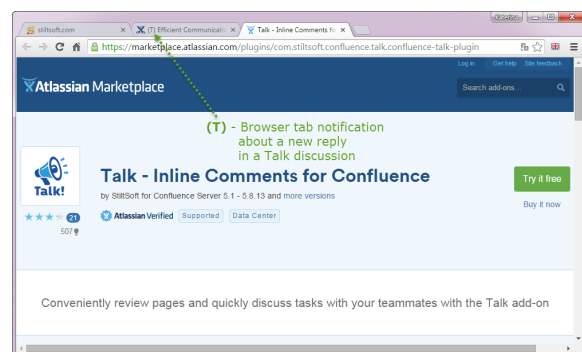 Katerina
stiltsoft.com
(T) Efficient Communicatio
Talk - Inline Comments fo
https://marketplace.atlassian.com/plugins/com.stiltsoft.confluence.talk.confluence-talk-plugin
Log in Get help Site feedback
Atlassian Marketplace
Search add-ons...
(T) - Browser tab notification
about a new reply
in a Talk discussion
Talk!
Talk - Inline Comments for Confluence
Try it free
by StiltSoft for Confluence Server 5.1 - 5.8.13 and more versions
Buy it now
21
Atlassian Verified Supported Data Center
507
Conveniently review pages and quickly discuss tasks with your teammates with the Talk add-on